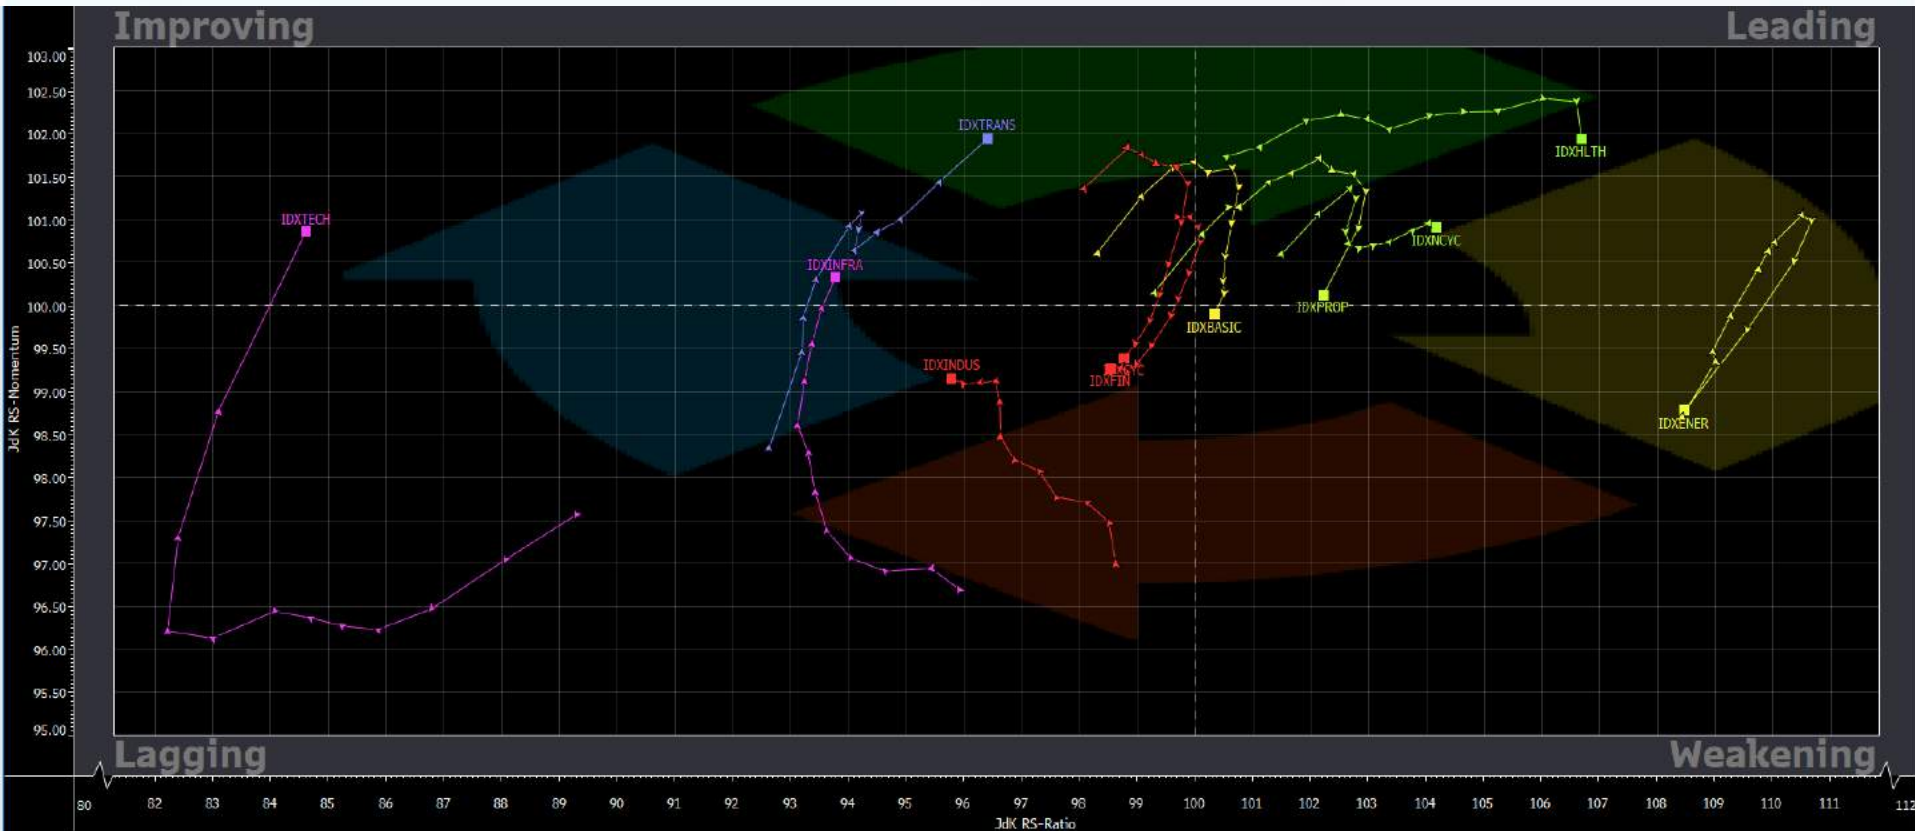 Improving
Leading
103.00
102.50
102.00
101.50
101.00
100.50
100.00
99.50
99.00
98.50
98.00
97.50
97.00
96.50
96.00
95.50
95.00
JdK RS-Momentum
IDXTRANS
IDXHLTH
IDXTECH
IDXNCYC
IDXINFRA
IDXPROP
IDXBASIC
IDXINDUS
IDXFIN
IDXENER
Lagging
Weakening
80 82 83 84 85 86 87 88 89 90 91 92 93 94 95 96 97 98 99 100 101 102 103 104 105 106 107 108 109 110 111 112
JdK RS-Ratio